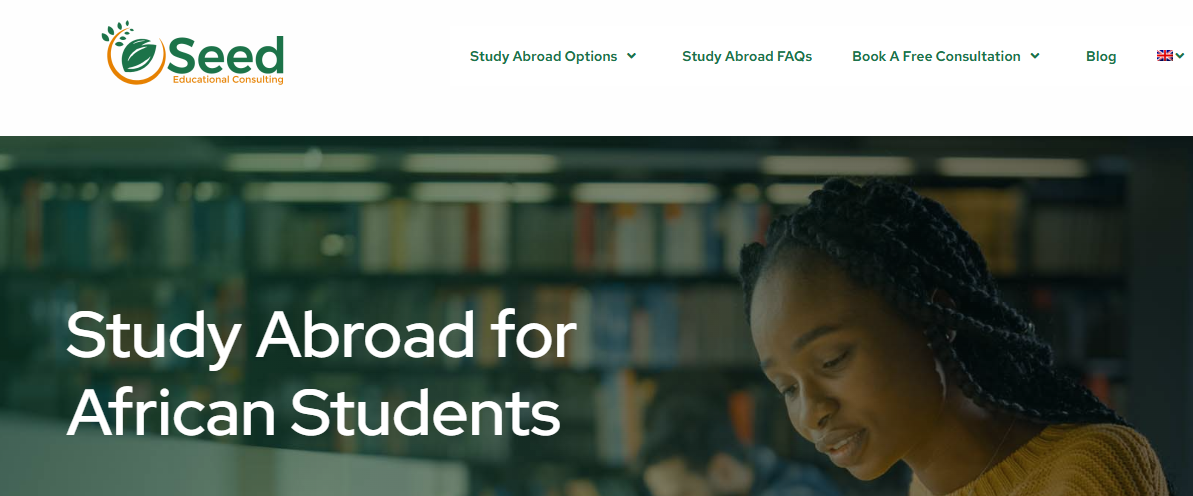 Seed
Educational Consulting
Study Abroad Options
Study Abroad FAQs
Book A Free Consultation
Blog
Study Abroad for
African Students